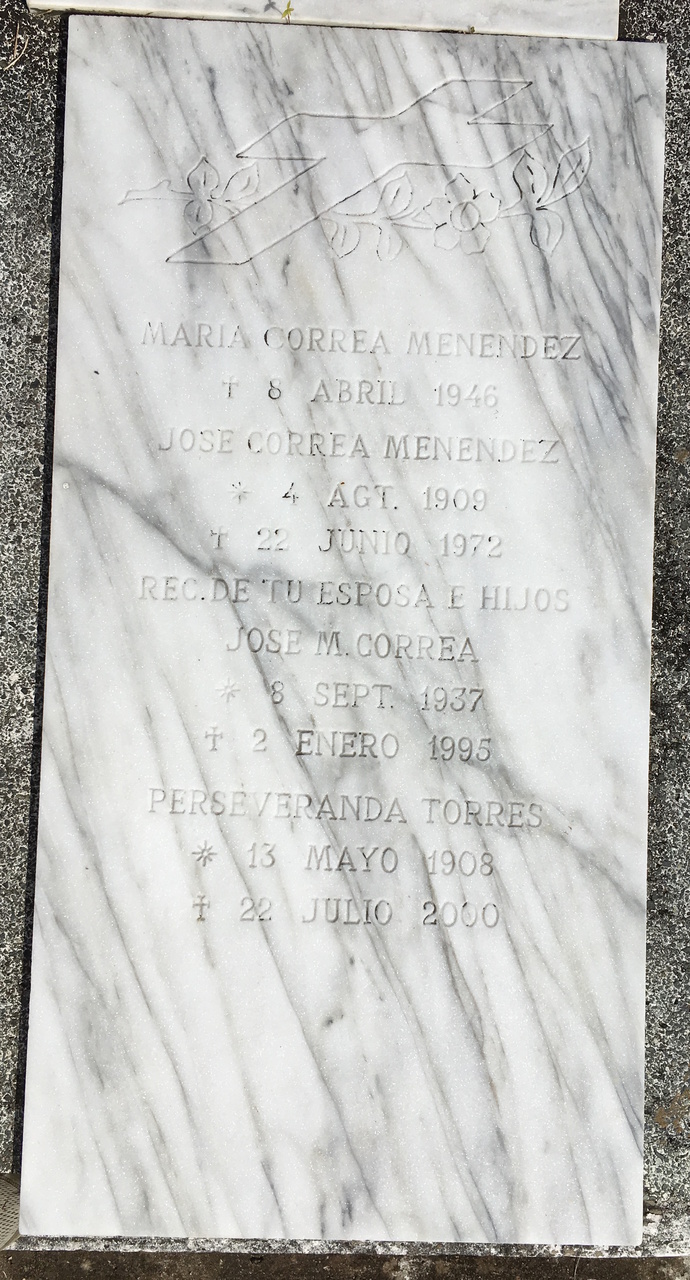 MARIA CORREA MENENDEZ
† 8 ABRIL 1946
JOSE CORREA MENENDEZ
* 4 AGT. 1909
† 22 JUNIO 1972
REC. DE TU ESPOSA E HIJOS
JOSE M. CORREA
* 8 SEPT. 1937
† 2 ENERO 1995
PERSEVERANDA TORRES
* 13 MAYO 1908
† 22 JULIO 2000